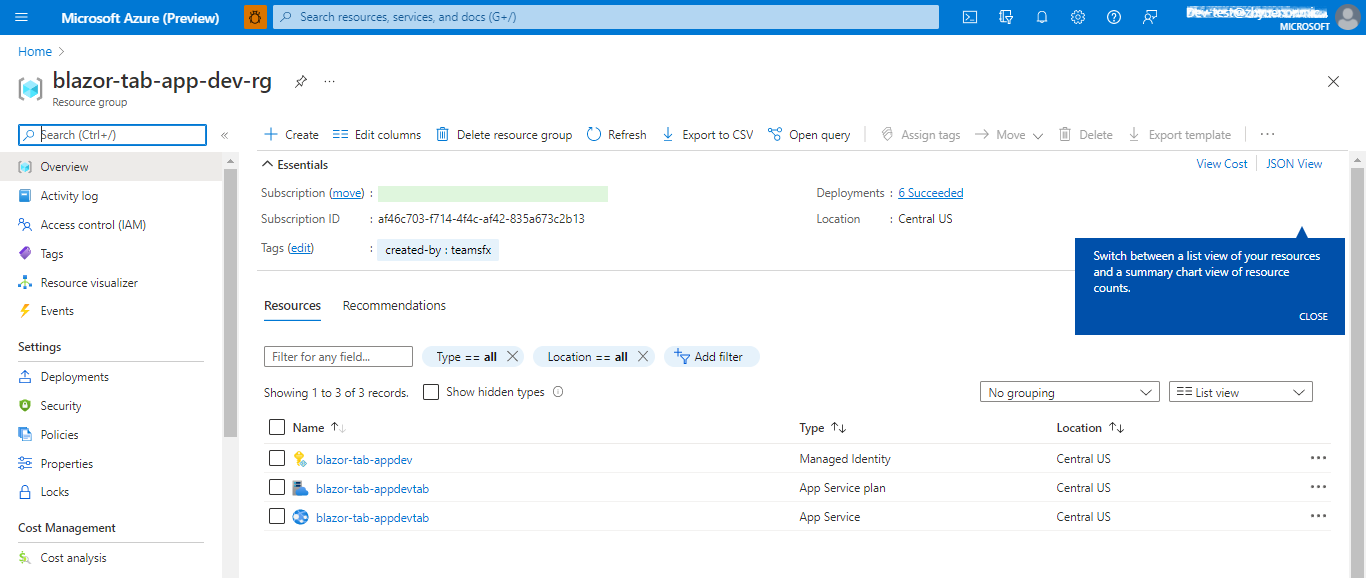 Microsoft Azure (Preview)
Search resources, services, and docs (G+/)
MICROSOFT
Home
blazor-tab-app-dev-rg
...
Resource group
Search (Ctrl+/)
«
Overview
Activity log
Access control (IAM)
Tags
Resource visualizer
Events
Settings
Deployments
Security
Policies
Properties
Locks
Cost Management
Cost analysis
Create
Edit columns
Delete resource group
Refresh
Export to CSV
Open query
Assign tags
Move
Delete
Export template
...
Essentials
View Cost
JSON View
Subscription (move) :
Deployments : 6 Succeeded
Subscription ID : af46c703-f714-4f4c-af42-835a673c2b13
Location : Central US
Tags (edit) : created-by : teamsfx
Switch between a list view of your resources
and a summary chart view of resource
counts.
CLOSE
Resources
Recommendations
Filter for any field...
Type == all
Location == all
Add filter
Showing 1 to 3 of 3 records.
Show hidden types
No grouping
List view
Name
Type
Location
blazor-tab-appdev Managed Identity Central US
blazor-tab-appdevtab App Service plan Central US
blazor-tab-appdevtab App Service Central US